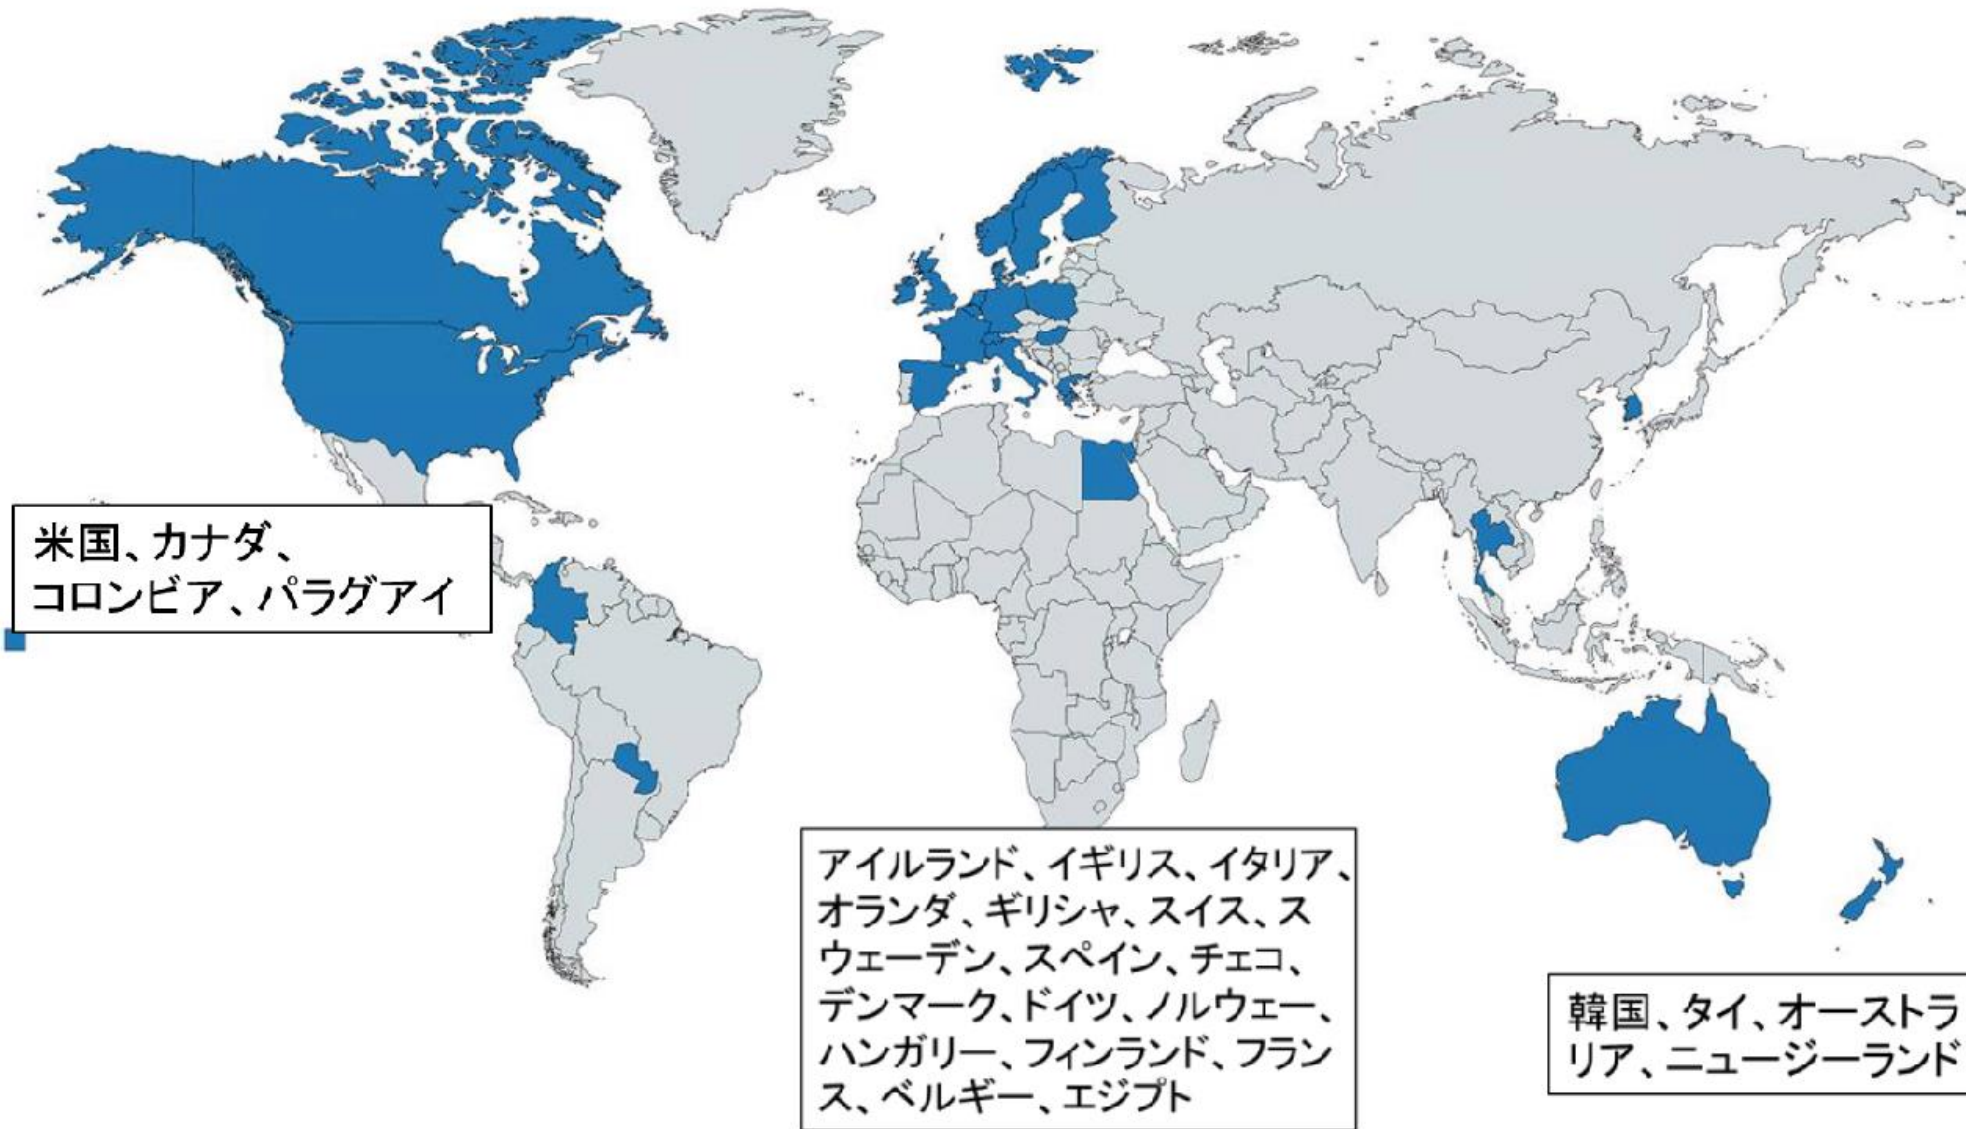 米国、カナダ、
コロンビア、パラグアイ
アイルランド、イギリス、イタリア、
オランダ、ギリシャ、スイス、ス
ウェーデン、スペイン、チェコ、
デンマーク、ドイツ、ノルウェー、
ハンガリー、フィンランド、フラン
ス、ベルギー、エジプト
韓国、タイ、オーストラ
リア、ニュージーランド